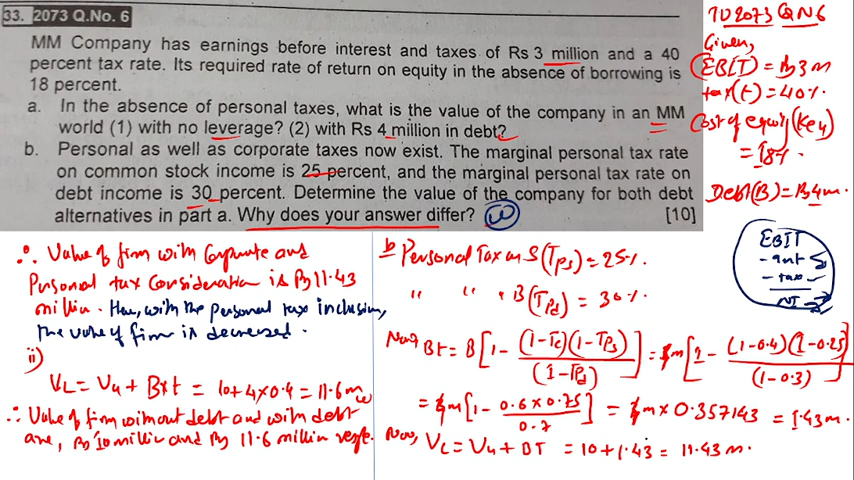 33. 2073 Q.No. 6
MM Company has earnings before interest and taxes of Rs 3 million and a 40
percent tax rate. Its required rate of return on equity in the absence of borrowing is
18 percent.
a. In the absence of personal taxes, what is the value of the company in an MM
world (1) with no leverage? (2) with Rs 4 million in debt?
b. Personal as well as corporate taxes now exist. The marginal personal tax rate
on common stock income is 25 percent, and the marginal personal tax rate on
debt income is 30 percent. Determine the value of the company for both debt
alternatives in part a. Why does your answer differ?
[10]
TU 2073 Q N 6
Given,
EBIT = Rs 3 m
tax (t) = 40%
Cost of equity (Keu)
= 18%
Debt (B) = Rs 4 m.
EBIT
- int
- tax
NI
∴ Value of firm with Corporate and
Personal tax Consideration is Rs 11.43
million. Here, with the personal tax inclusion,
the value of firm is decreased.
ii)
VL = Vu + B×t = 10 + 4×0.4 = 11.6 m
∴ Value of firm without debt and with debt
are, Rs 10 million and Rs 11.6 million respt.
b Personal Tax on S (Tps) = 25%
" " " B (Tpd) = 30%
Now, BT = B [1 - (1-Tc)(1-Tps) / (1-Tpd)] = 4m [1 - (1-0.4)(1-0.25) / (1-0.3)]
= 4m [1 - 0.6 × 0.75 / 0.7] = 4m × 0.357143 = 1.43 m.
Now, VL = Vu + BT = 10 + 1.43 = 11.43 m.